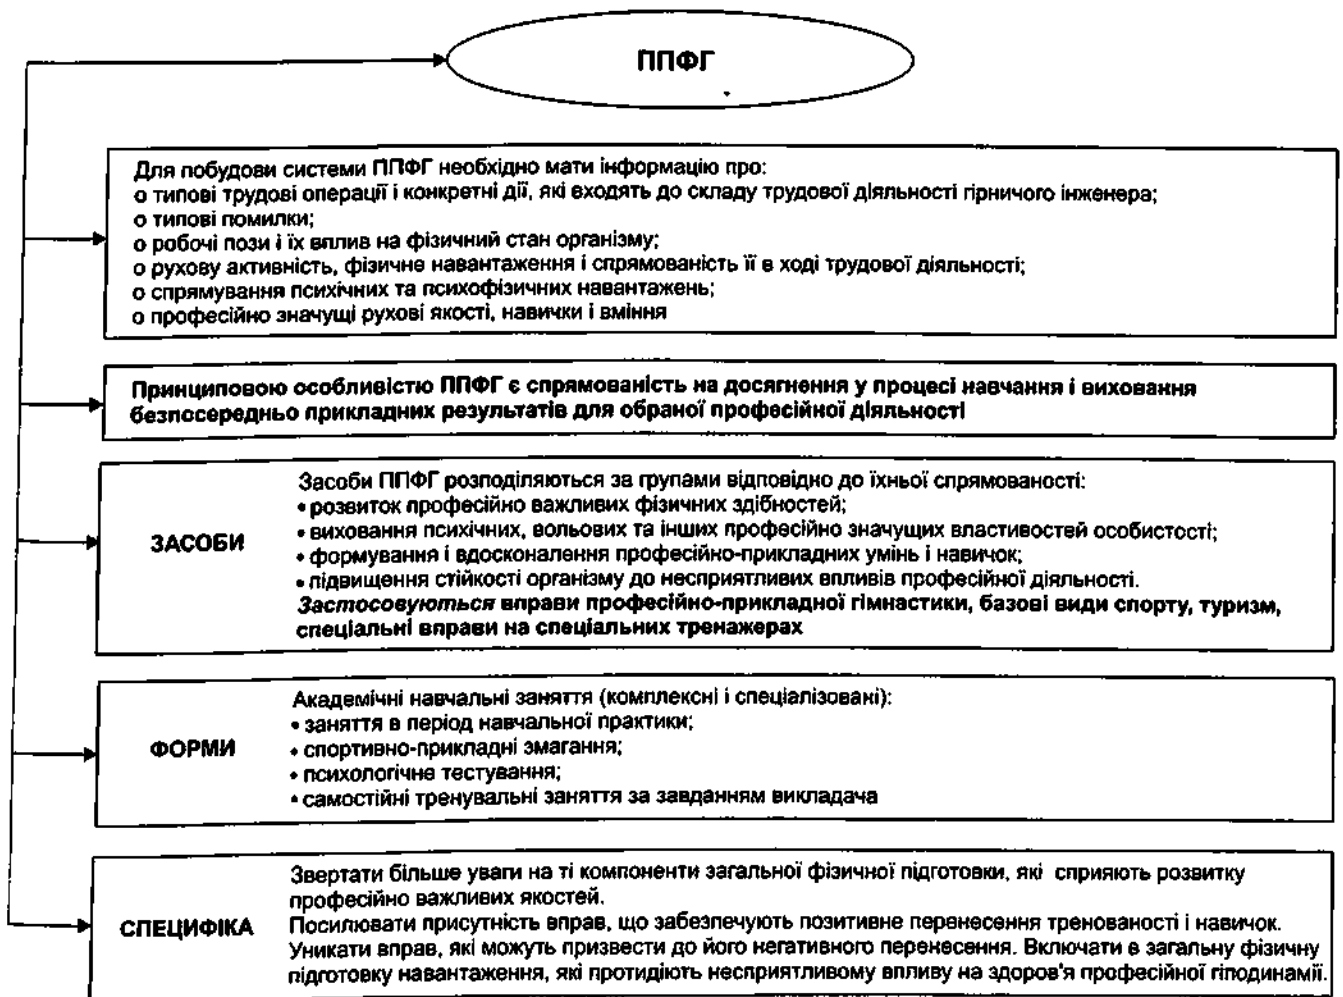 ППФГ
Для побудови системи ППФГ необхідно мати інформацію про:
о типові трудові операції і конкретні дії, які входять до складу трудової діяльності гірничого інженера;
о типові помилки;
о робочі пози і їх вплив на фізичний стан організму;
о рухову активність, фізичне навантаження і спрямованість її в ході трудової діяльності;
о спрямування психічних та психофізичних навантажень;
о професійно значущі рухові якості, навички і вміння
Принциповою особливістю ППФГ є спрямованість на досягнення у процесі навчання і виховання
безпосередньо прикладних результатів для обраної професійної діяльності
ЗАСОБИ
Засоби ППФГ розподіляються за групами відповідно до їхньої спрямованості:
• розвиток професійно важливих фізичних здібностей;
• виховання психічних, вольових та інших професійно значущих властивостей особистості;
• формування і вдосконалення професійно-прикладних умінь і навичок;
• підвищення стійкості організму до несприятливих впливів професійної діяльності.
Застосовуються вправи професійно-прикладної гімнастики, базові види спорту, туризм,
спеціальні вправи на спеціальних тренажерах
ФОРМИ
Академічні навчальні заняття (комплексні і спеціалізовані):
• заняття в період навчальної практики;
• спортивно-прикладні змагання;
• психологічне тестування;
• самостійні тренувальні заняття за завданням викладача
СПЕЦИФІКА
Звертати більше уваги на ті компоненти загальної фізичної підготовки, які сприяють розвитку
професійно важливих якостей.
Посилювати присутність вправ, що забезпечують позитивне перенесення тренованості і навичок.
Уникати вправ, які можуть призвести до його негативного перенесення. Включати в загальну фізичну
підготовку навантаження, які протидіють несприятливому впливу на здоров'я професійної гіподинамії.